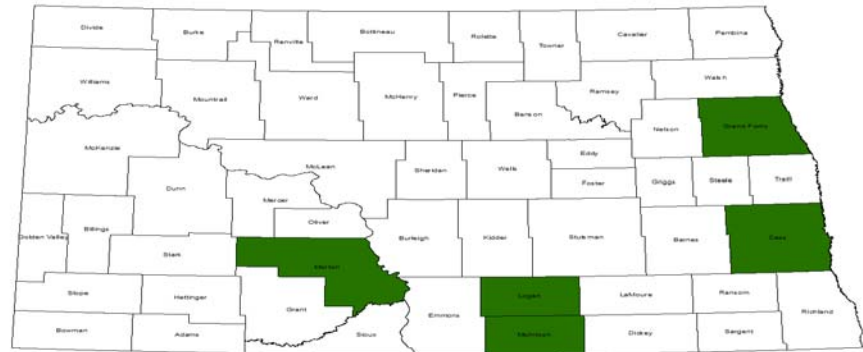 Divide Burke Renville Bottineau Rolette Towner Cavalier Pembina
Williams Mountrail Ward McHenry Pierce Benson Ramsey Walsh
McKenzie Dunn McLean Sheridan Wells Eddy Nelson Grand Forks
Mercer Oliver Foster Griggs Steele Traill
Golden Valley Billings Stark Morton Burleigh Kidder Stutsman Barnes Cass
Slope Hettinger Grant Emmons Logan LaMoure Ransom Richland
Bowman Adams Sioux McIntosh Dickey Sargent